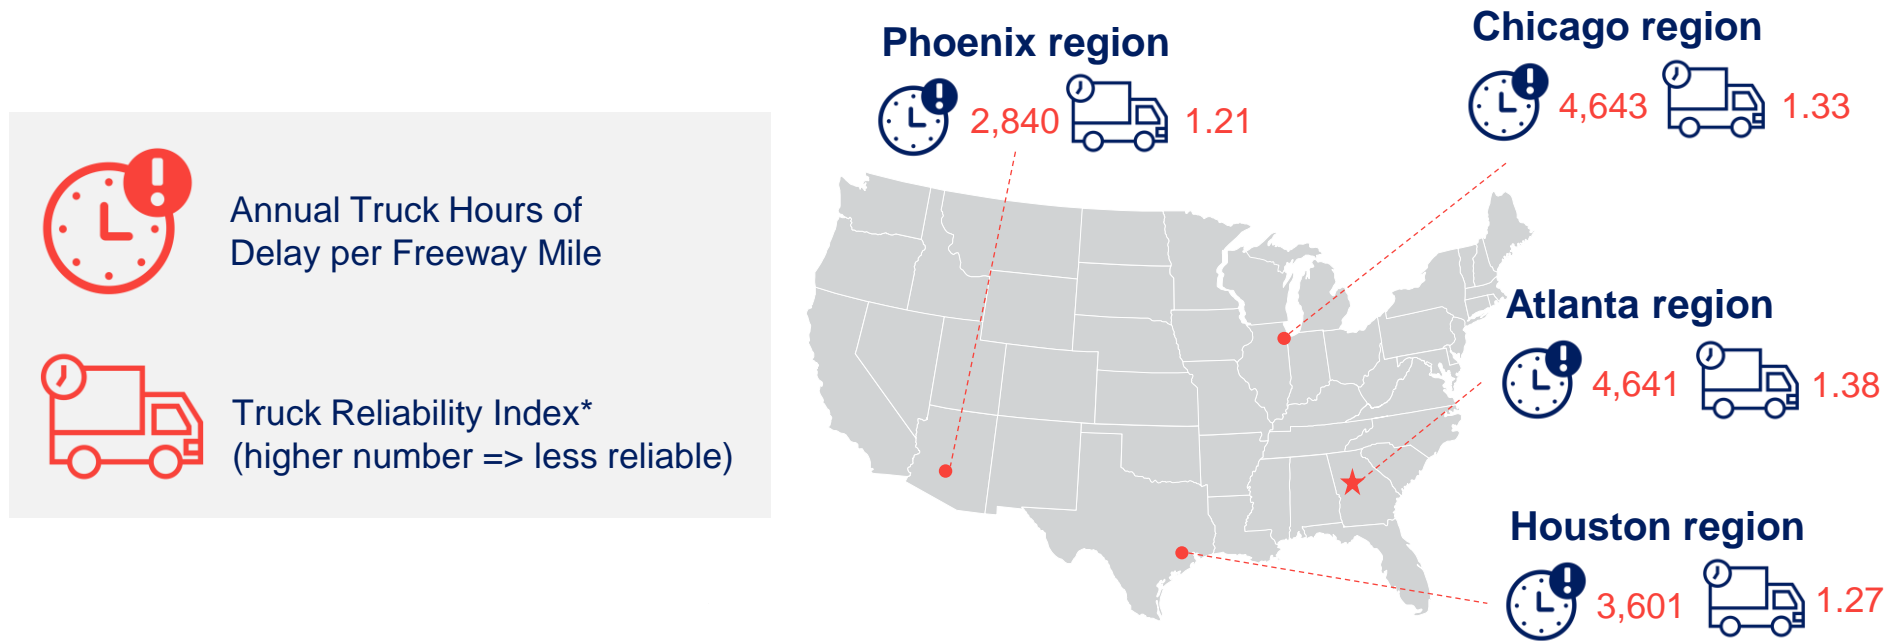 Annual Truck Hours of
Delay per Freeway Mile
Truck Reliability Index*
(higher number => less reliable)
Phoenix region
2,840 1.21
Chicago region
4,643 1.33
Atlanta region
4,641 1.38
Houston region
3,601 1.27